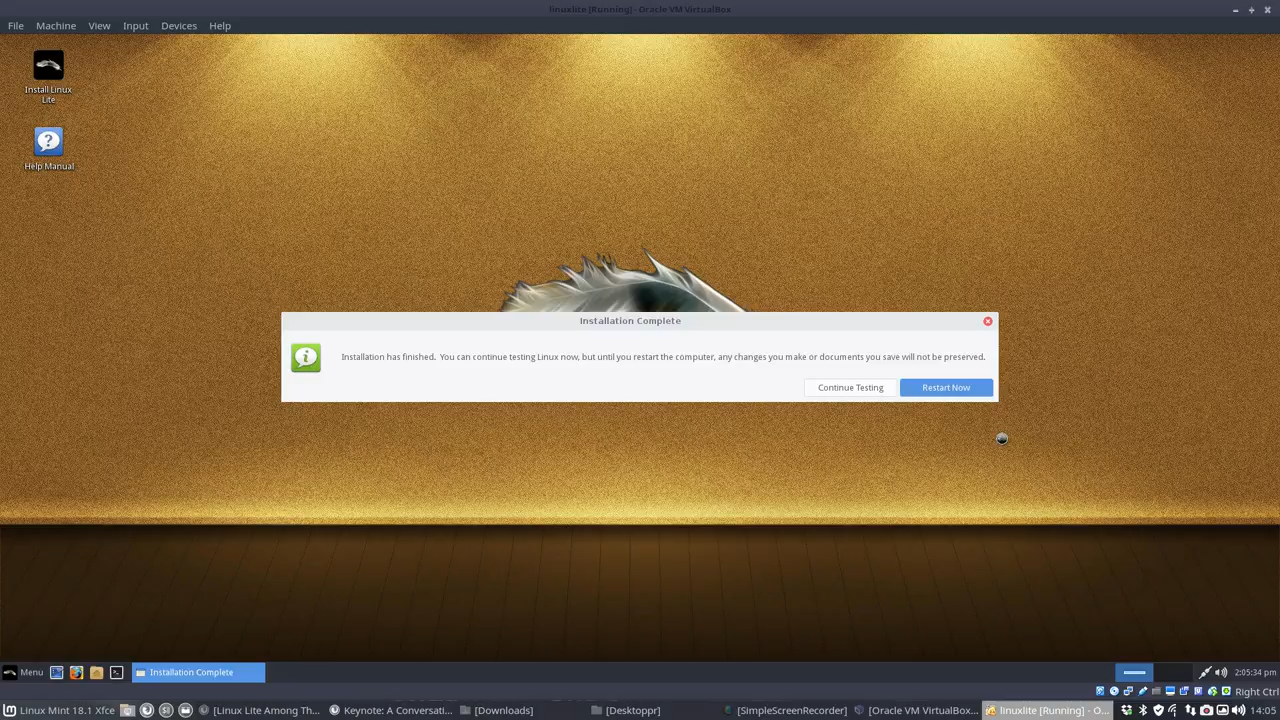 linuxlite [Running] - Oracle VM VirtualBox
File Machine View Input Devices Help
Install Linux
Lite
Help Manual
Installation Complete
Installation has finished. You can continue testing Linux now, but until you restart the computer, any changes you make or documents you save will not be preserved.
Continue Testing Restart Now
Menu Installation Complete 2:05:34 pm
Right Ctrl
Linux Mint 18.1 Xfce [Linux Lite Among Th... Keynote: A Conversati... [Downloads] [Desktoppr] [SimpleScreenRecorder] [Oracle VM VirtualBox... linuxlite [Running] - O... 14:05